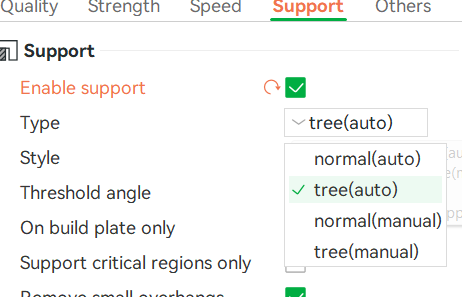 Quality Strength Speed Support Others
Support
Enable support
Type tree(auto)
Style normal(auto)
Threshold angle tree(auto)
On build plate only normal(manual)
Support critical regions only tree(manual)
Remove small overhangs